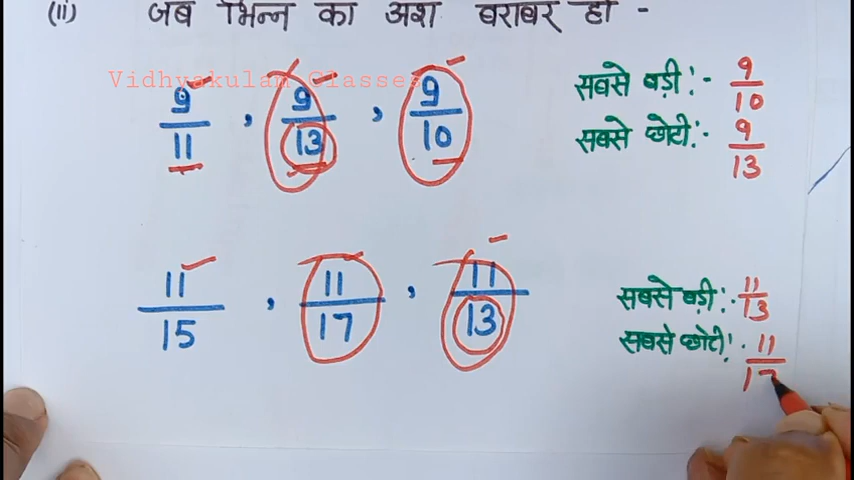 (ii) जब भिन्न का अंश बराबर हो -
Vidhyakulam Classes
9/11 , 9/13 , 9/10
सबसे बड़ी :- 9/10
सबसे छोटी :- 9/13
11/15 , 11/17 , 11/13
सबसे बड़ी :- 11/13
सबसे छोटी :- 11/17